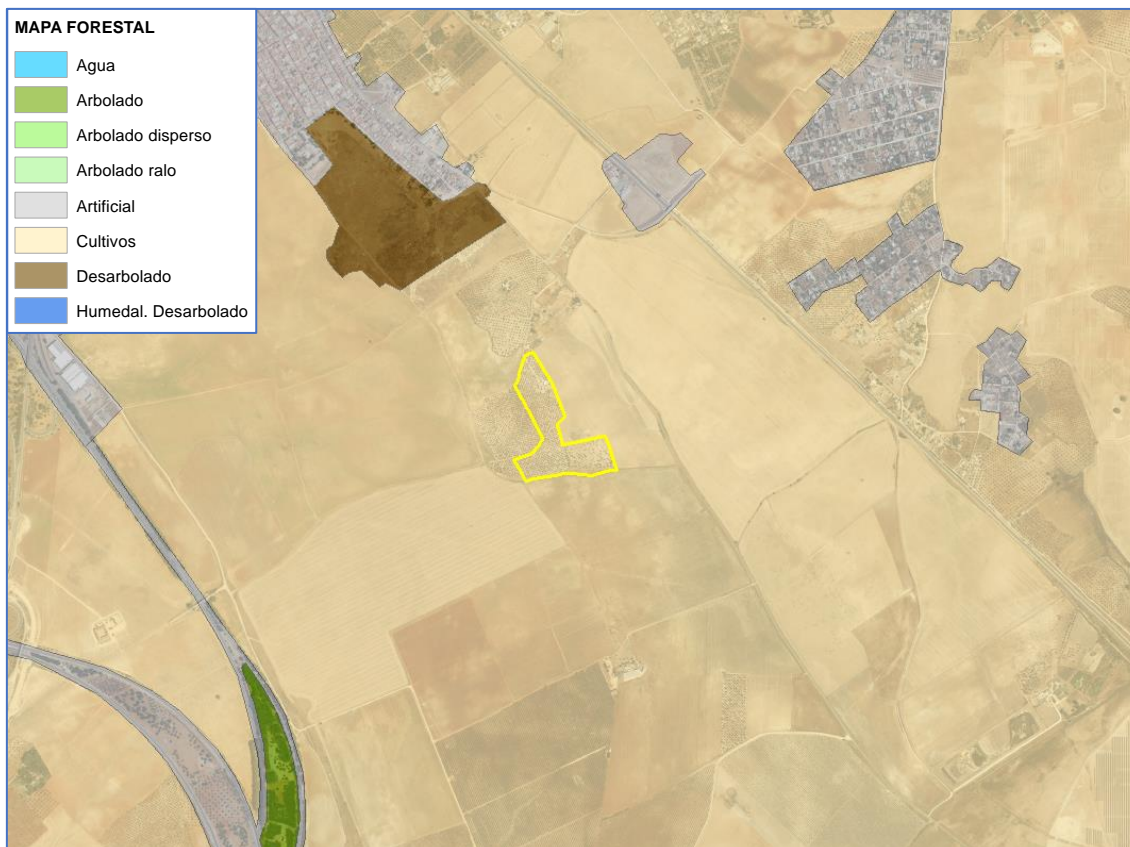 MAPA FORESTAL
Agua
Arbolado
Arbolado disperso
Arbolado ralo
Artificial
Cultivos
Desarbolado
Humedal. Desarbolado